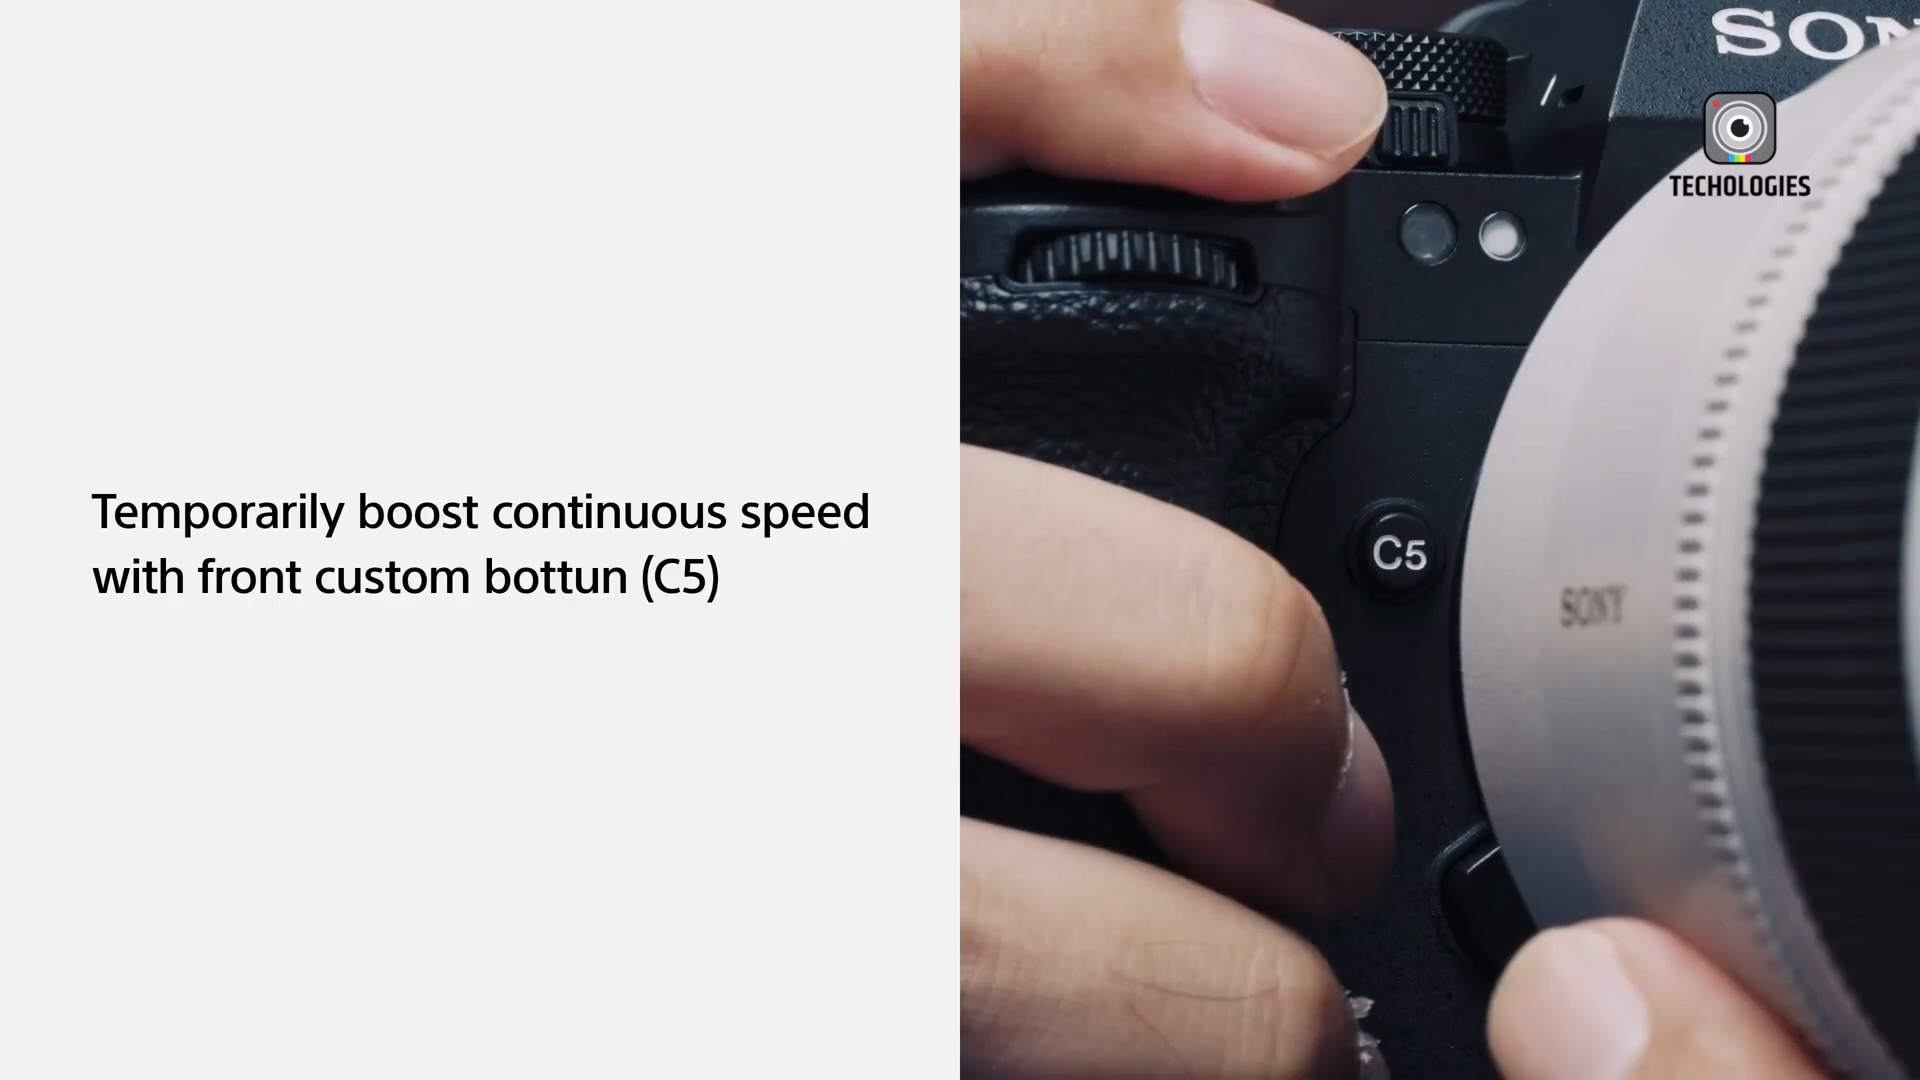 Temporarily boost continuous speed
with front custom bottun (C5)
SON
TECHOLOGIES
C5
SONY